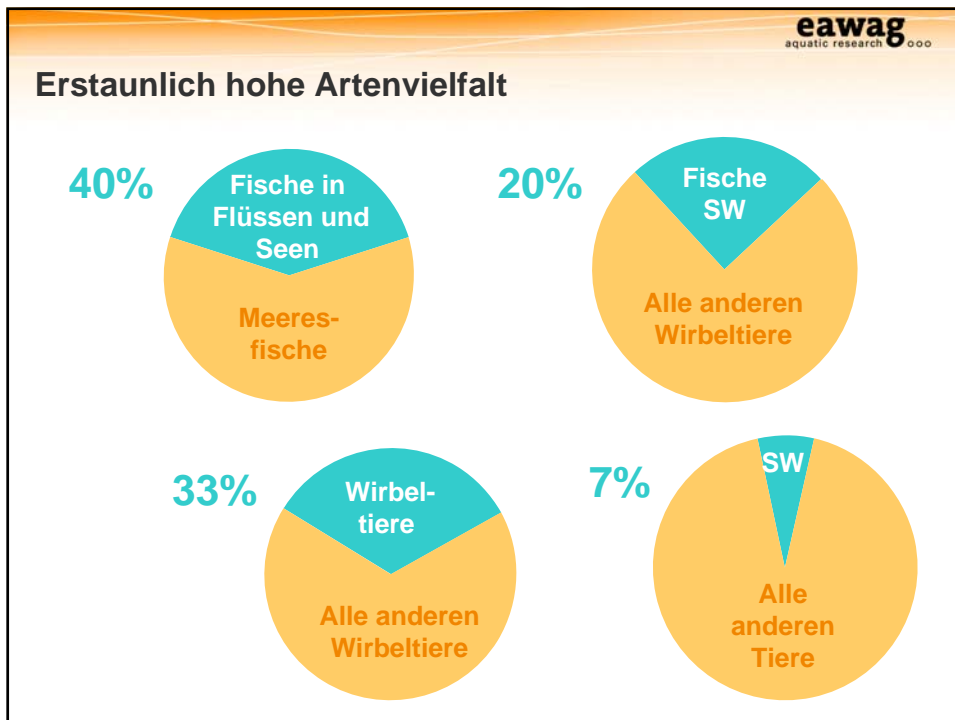 eawag
aquatic research
Erstaunlich hohe Artenvielfalt
40%
Fische in
Flüssen und
Seen
Meeres-
fische
20%
Fische
SW
Alle anderen
Wirbeltiere
33%
Wirbel-
tiere
Alle anderen
Wirbeltiere
7%
SW
Alle
anderen
Tiere